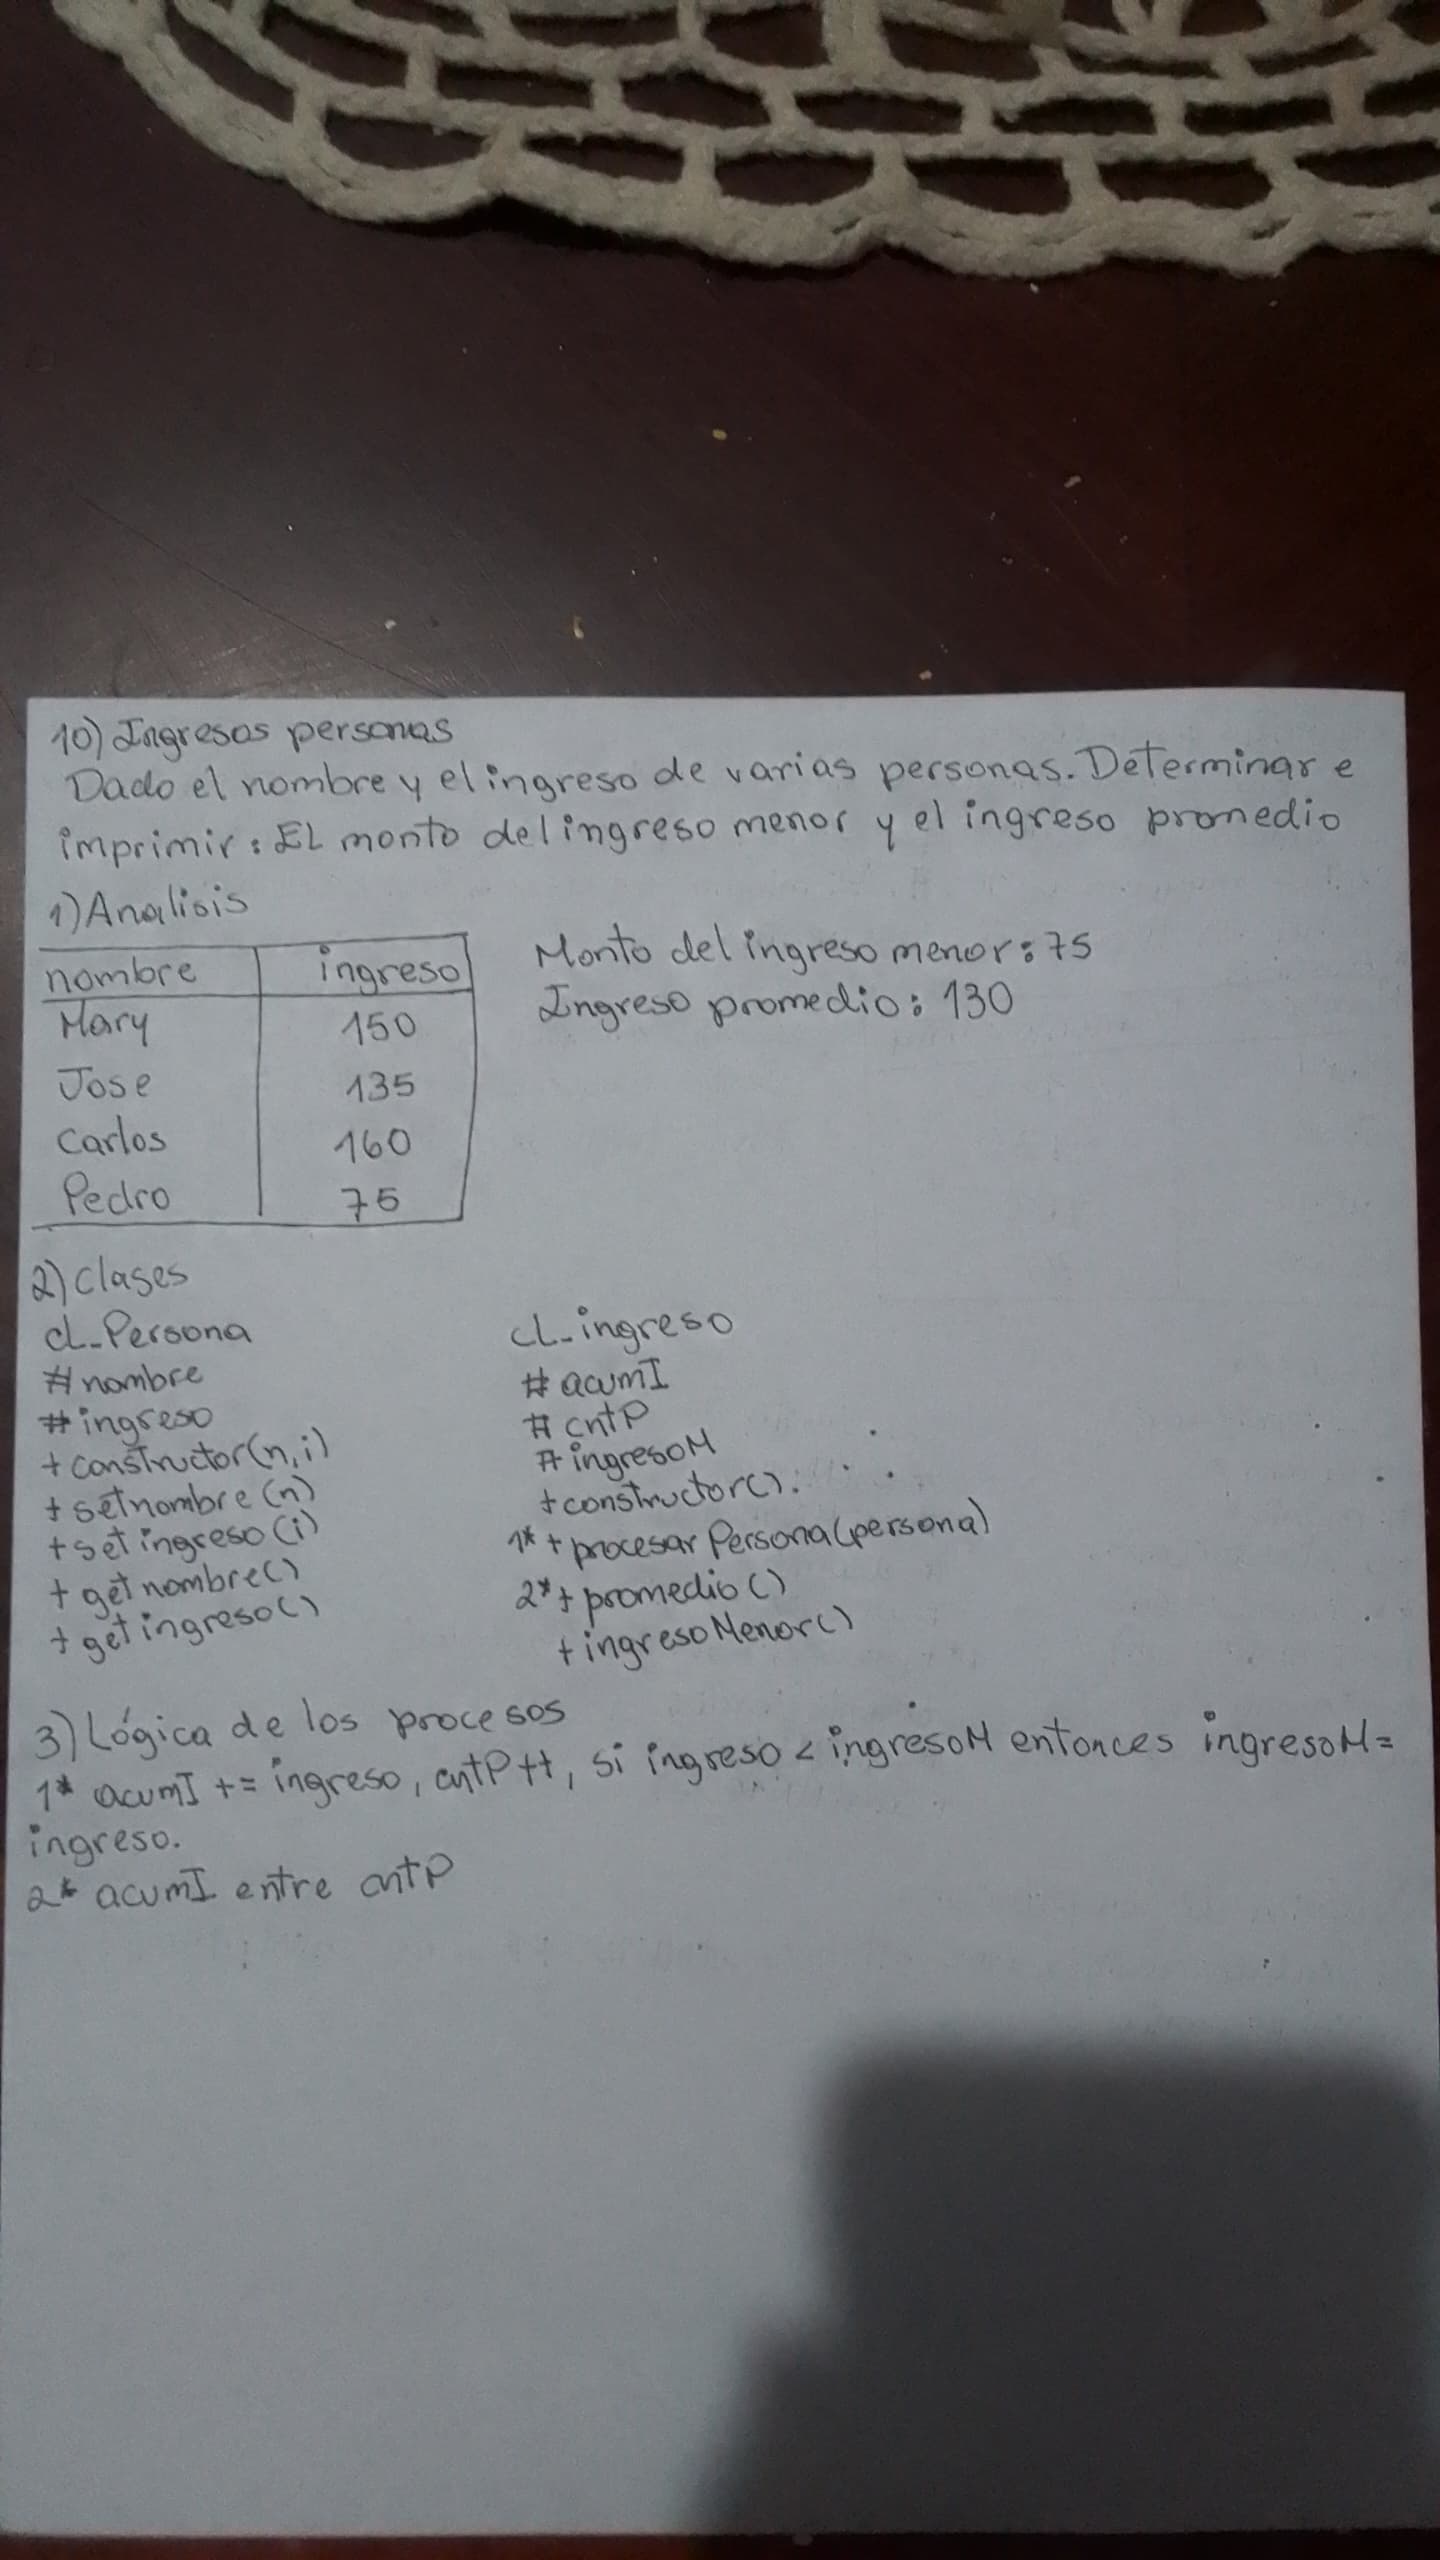 10) Ingresos personas
Dado el nombre y el ingreso de varias personas. Determinar e
imprimir: EL monto del ingreso menor y el ingreso promedio
1) Analisis
nombre ingreso
Mary 150
Jose 135
Carlos 160
Pedro 75
Monto del ingreso menor: 75
Ingreso promedio: 130
2) Clases
cL_Persona
# nombre
# ingreso
+ constructor(n,i)
+ setnombre(n)
+ set ingreso(i)
+ get nombre()
+ get ingreso()
cL_ingreso
# acumI
# cntP
# ingresoM
+ constructor().
1* + procesar Persona(persona)
2* + promedio()
+ ingresoMenor()
3) Lógica de los procesos
1* acumI += ingreso, cntP++, si ingreso < ingresoM entonces ingresoM=
ingreso.
2* acumI entre cntP